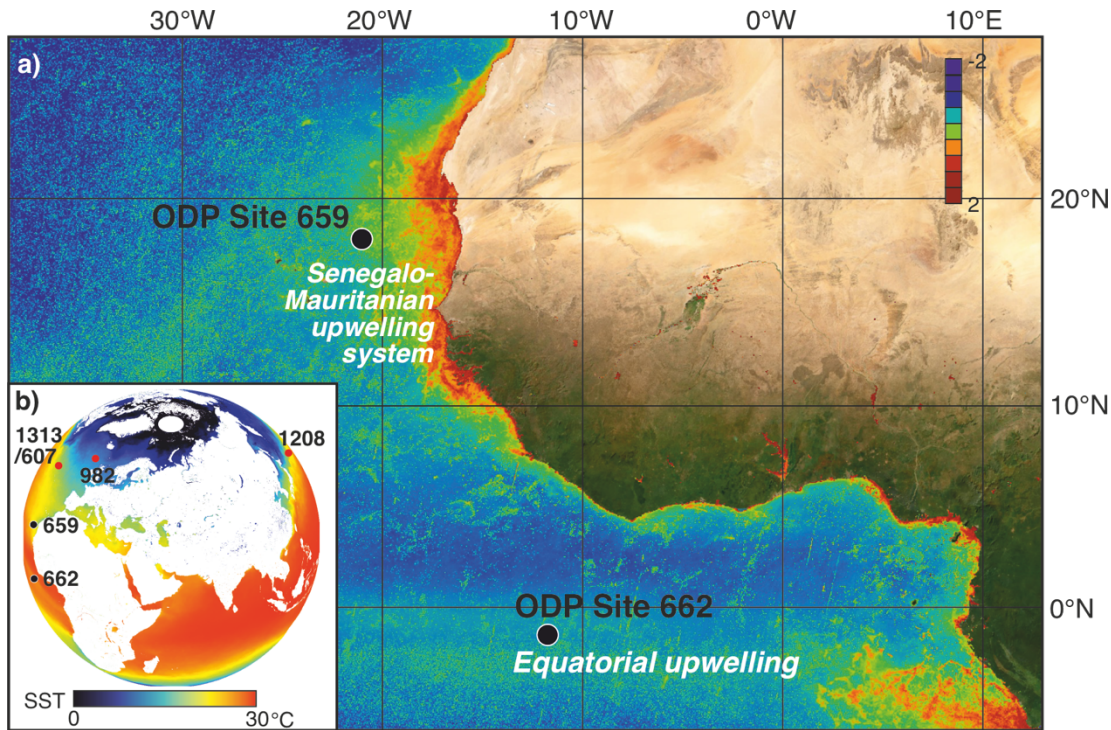 30°W 20°W 10°W 0°W 10°E
a)
-2
2
20°N
ODP Site 659
Senegalo-
Mauritanian
upwelling
system
10°N
b)
1313
/607
982
1208
659
662
0°N
ODP Site 662
Equatorial upwelling
SST
0
30°C